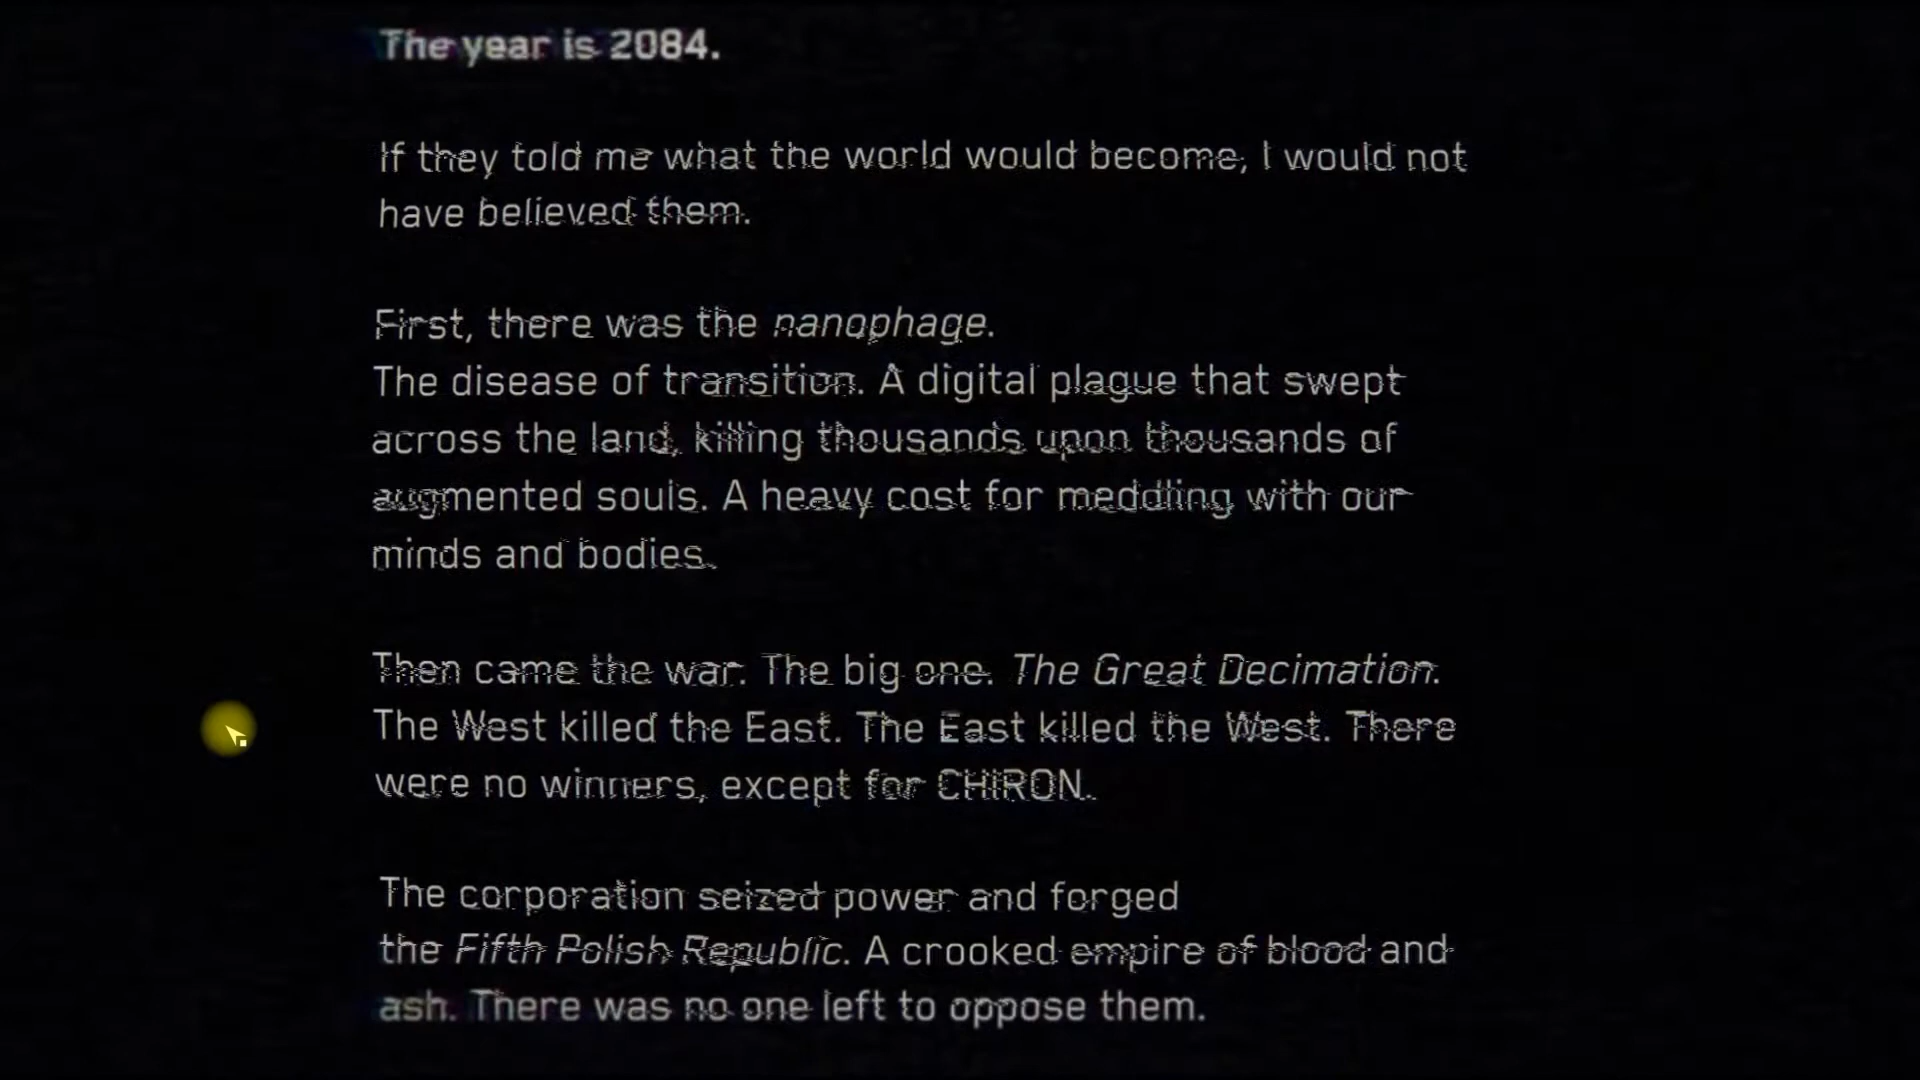 The year is 2084.
If they told me what the world would become, I would not
have believed them.
First, there was the nanophage.
The disease of transition. A digital plague that swept
across the land, killing thousands upon thousands of
augmented souls. A heavy cost for meddling with our
minds and bodies.
Then came the war. The big one. The Great Decimation.
The West killed the East. The East killed the West. There
were no winners, except for CHIRON.
The corporation seized power and forged
the Fifth Polish Republic. A crooked empire of blood and
ash. There was no one left to oppose them.